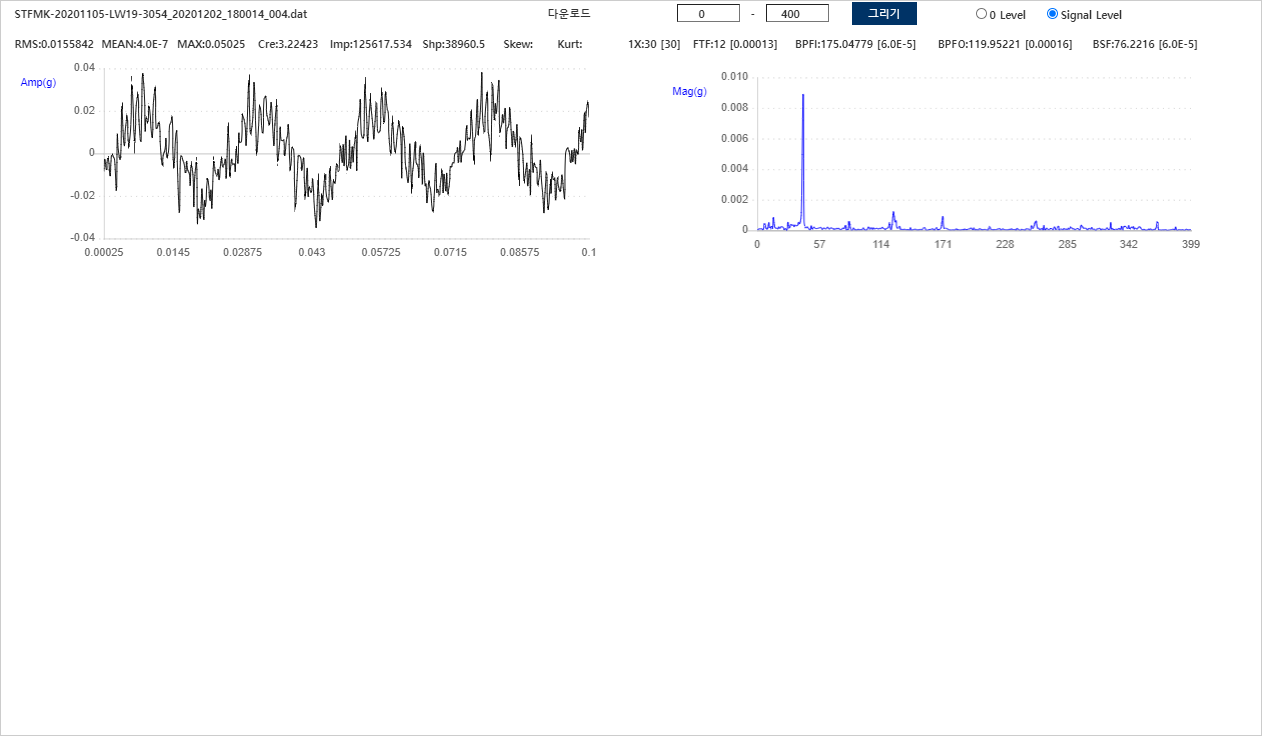 STFMK-20201105-LW19-3054_20201202_180014_004.dat 다운로드 0 - 400 그리기 0 Level Signal Level
RMS:0.0155842 MEAN:4.0E-7 MAX:0.05025 Cre:3.22423 Imp:125617.534 Shp:38960.5 Skew: Kurt: 1X:30 [30] FTF:12 [0.00013] BPFI:175.04779 [6.0E-5] BPFO:119.95221 [0.00016] BSF:76.2216 [6.0E-5]
Amp(g)
0.04
0.02
0
-0.02
-0.04
0.00025 0.0145 0.02875 0.043 0.05725 0.0715 0.08575 0.1
Mag(g)
0.010
0.008
0.006
0.004
0.002
0
0 57 114 171 228 285 342 399